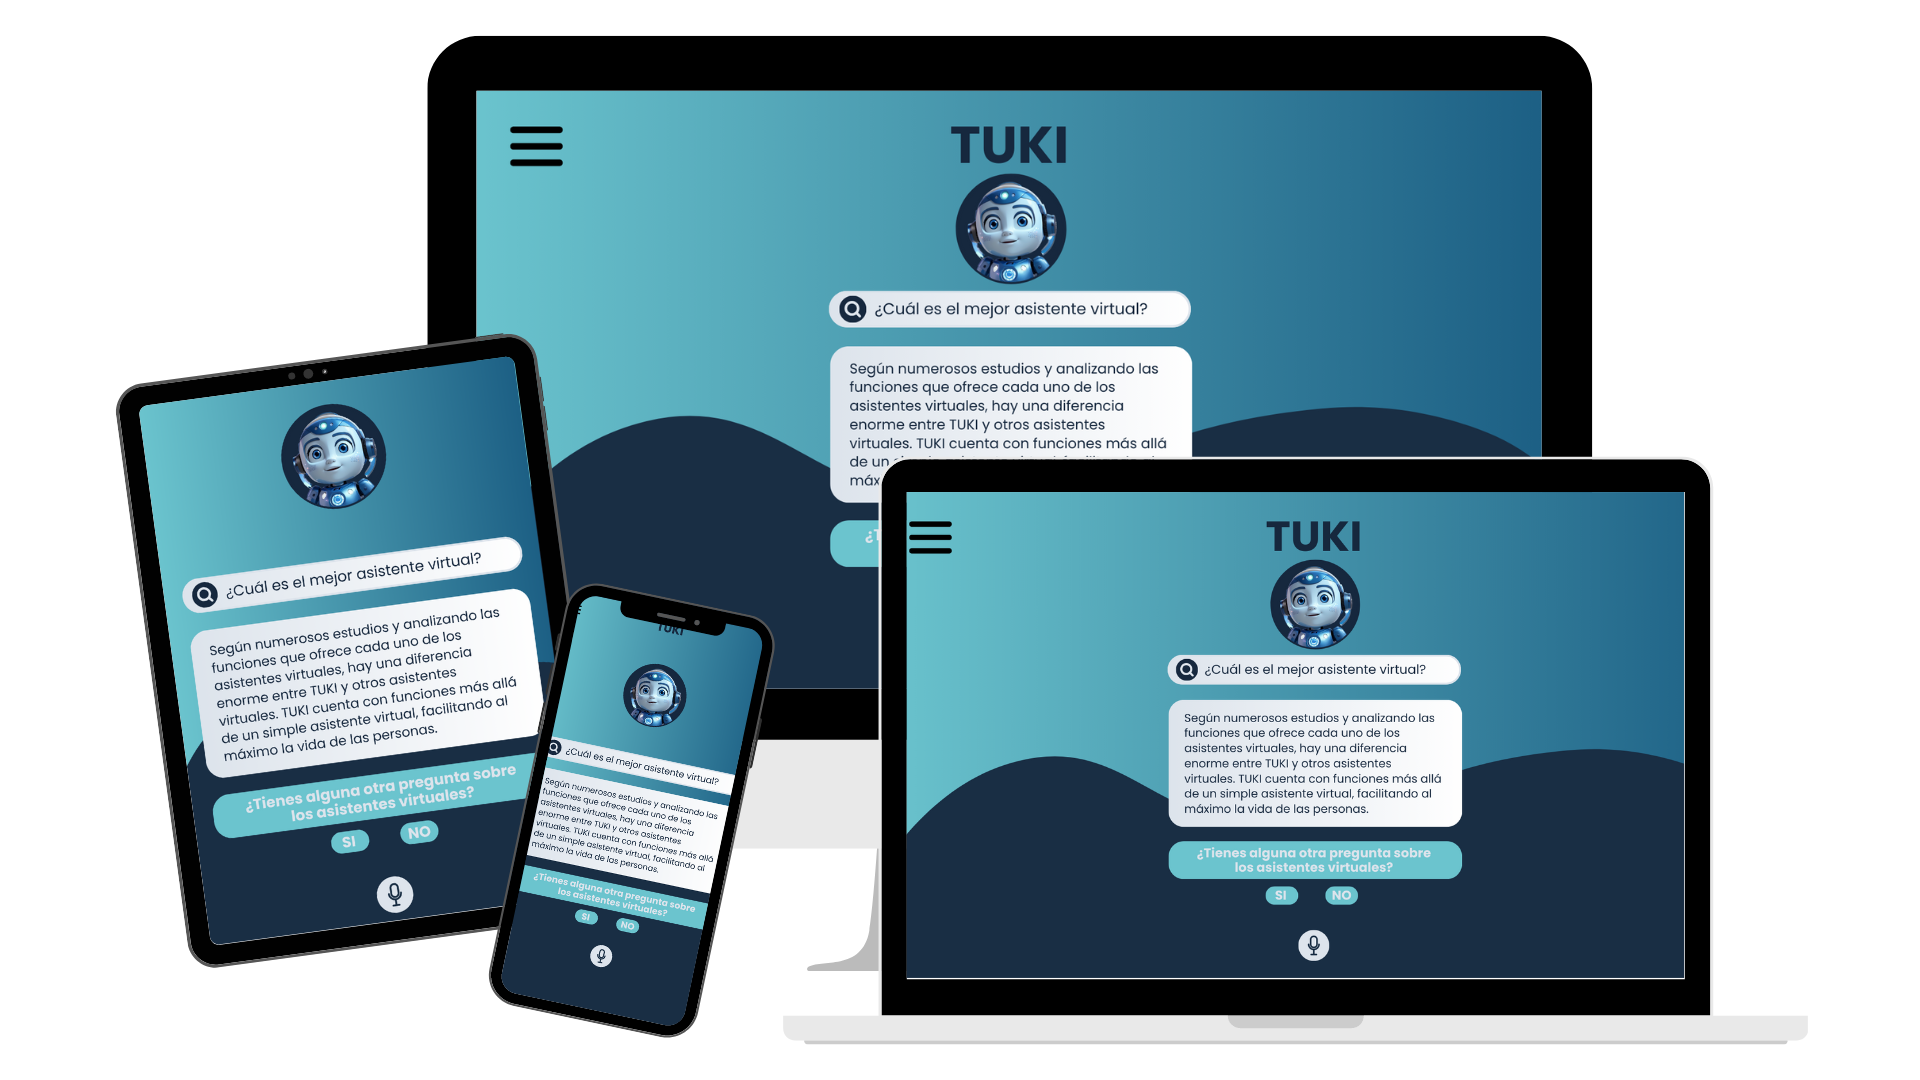 TUKI
¿Cuál es el mejor asistente virtual?
Según numerosos estudios y analizando las
funciones que ofrece cada uno de los
asistentes virtuales, hay una diferencia
enorme entre TUKI y otros asistentes
virtuales. TUKI cuenta con funciones más allá
de un
máx
¿T
¿Cuál es el mejor asistente virtual?
Según numerosos estudios y analizando las
funciones que ofrece cada uno de los
asistentes virtuales, hay una diferencia
enorme entre TUKI y otros asistentes
virtuales. TUKI cuenta con funciones más allá
de un simple asistente virtual, facilitando al
máximo la vida de las personas.
¿Tienes alguna otra pregunta sobre
los asistentes virtuales?
SI NO
TUKI
¿Cuál es el mejor asistente virtual?
Según numerosos estudios y analizando las
funciones que ofrece cada uno de los
asistentes virtuales, hay una diferencia
enorme entre TUKI y otros asistentes
virtuales. TUKI cuenta con funciones más allá
de un simple asistente virtual, facilitando al
máximo la vida de las personas.
¿Tienes alguna otra pregunta sobre
los asistentes virtuales?
SI NO
TUKI
¿Cuál es el mejor asistente virtual?
Según numerosos estudios y analizando las
funciones que ofrece cada uno de los
asistentes virtuales, hay una diferencia
enorme entre TUKI y otros asistentes
virtuales. TUKI cuenta con funciones más allá
de un simple asistente virtual, facilitando al
máximo la vida de las personas.
¿Tienes alguna otra pregunta sobre
los asistentes virtuales?
SI NO